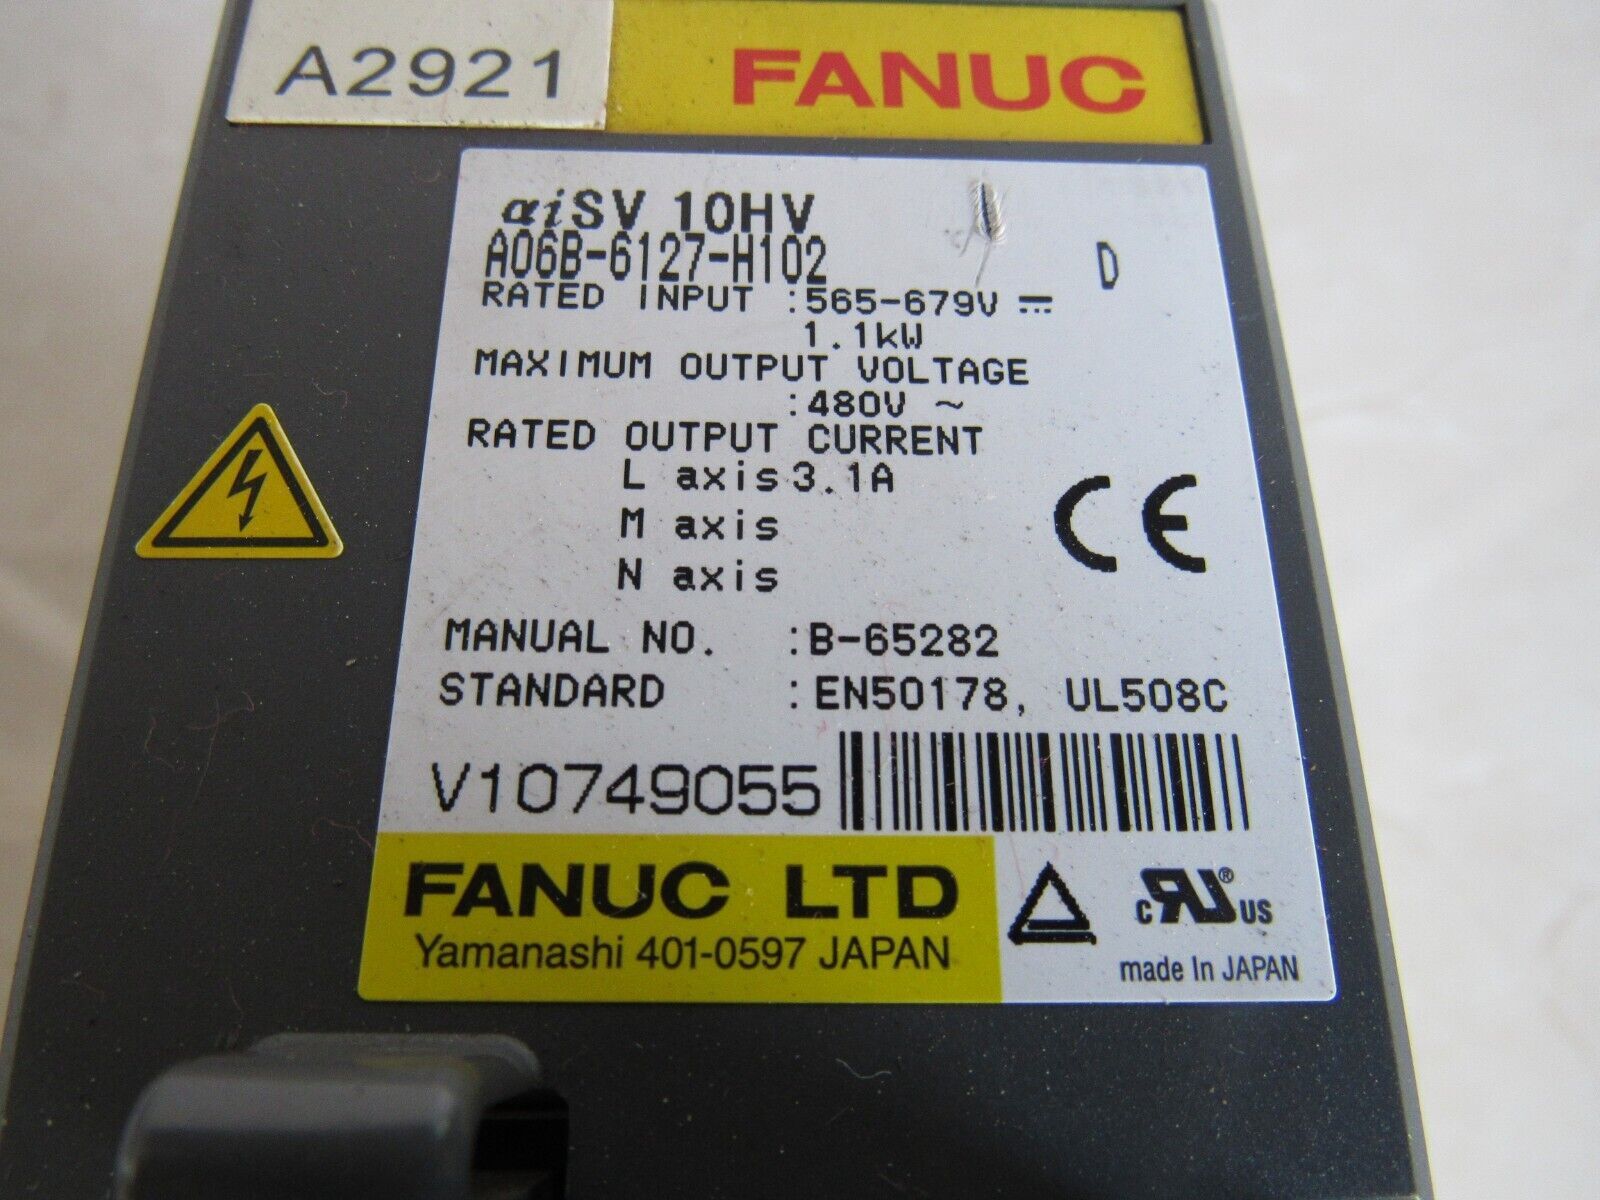 A2921
FANUC
αiSV 10HV
A06B-6127-H102
D
RATED INPUT :565-679V ⎓
1.1kW
MAXIMUM OUTPUT VOLTAGE
:480V ~
RATED OUTPUT CURRENT
L axis 3.1A
M axis
N axis
CE
MANUAL NO. :B-65282
STANDARD :EN50178, UL508C
V10749055
FANUC LTD
Yamanashi 401-0597 JAPAN
c RU ® US
made In JAPAN